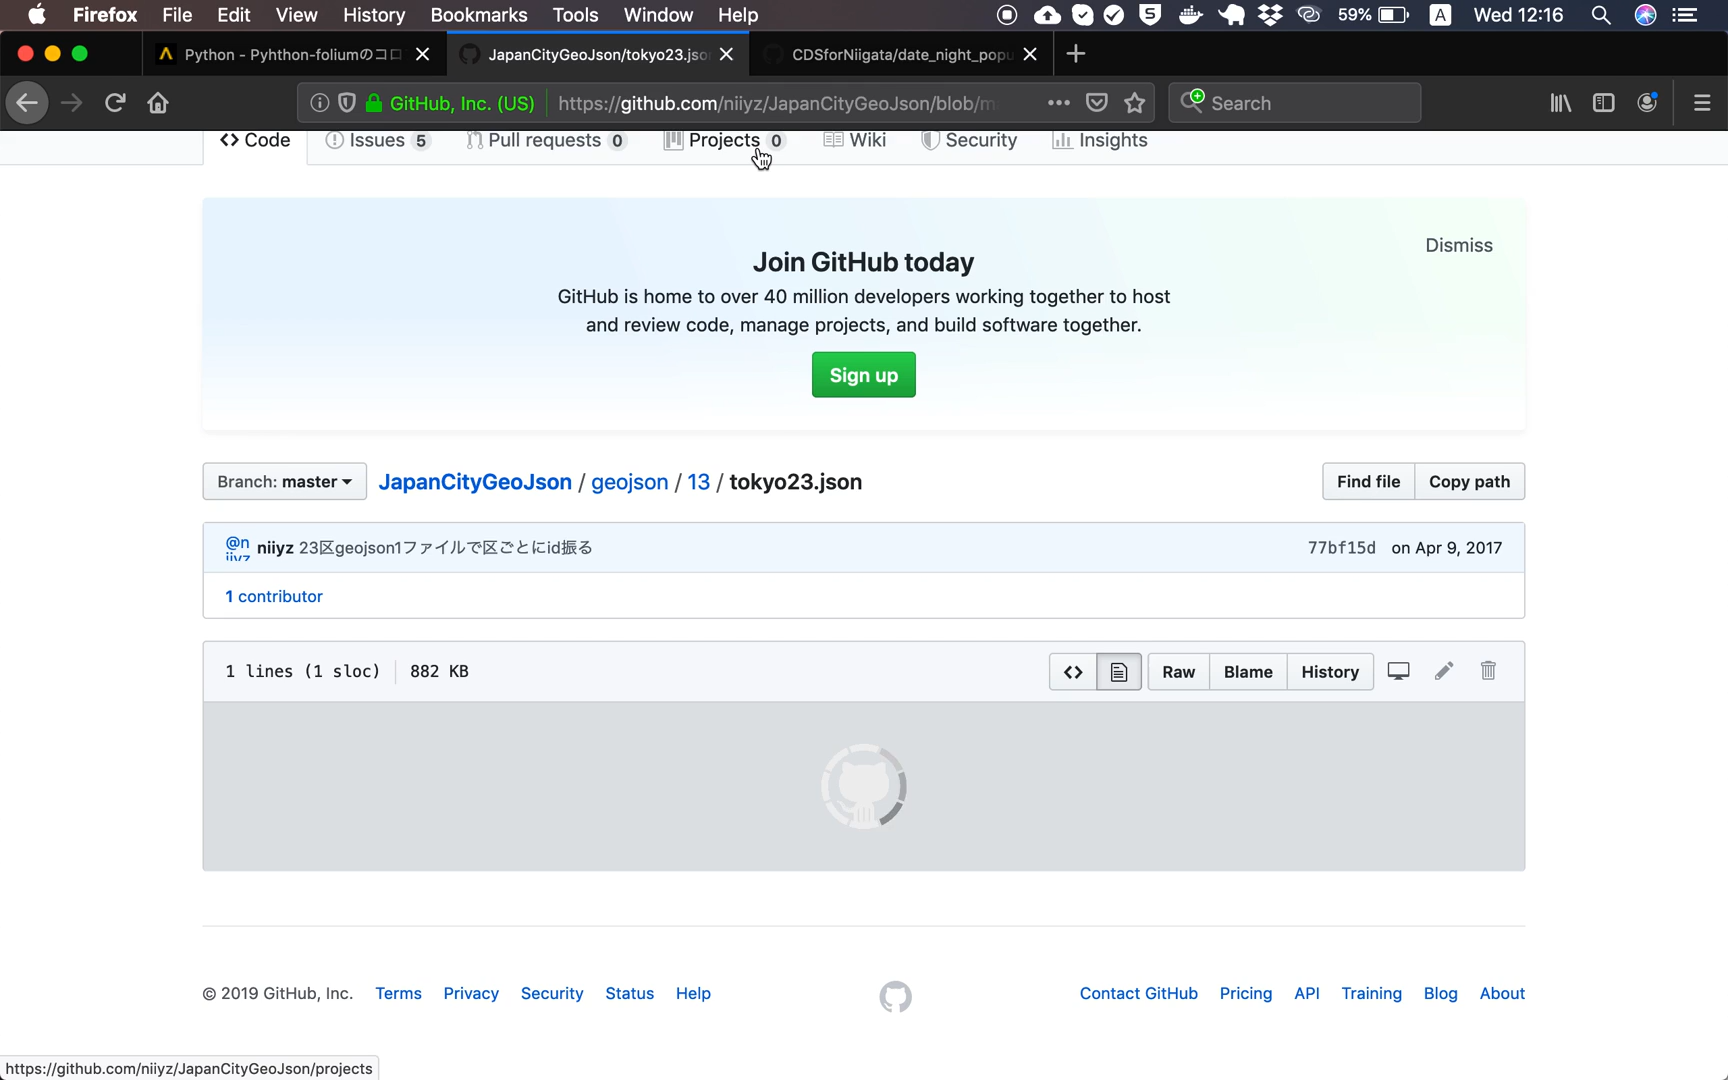 Firefox File Edit View History Bookmarks Tools Window Help 59% A Wed 12:16
Python - Pyhthon-foliumのコロ
JapanCityGeoJson/tokyo23.jso
CDSforNiigata/date_night_popu
GitHub, Inc. (US) https://github.com/niiyz/JapanCityGeoJson/blob/m
Search
Code Issues 5 Pull requests 0 Projects 0 Wiki Security Insights
Dismiss
Join GitHub today
GitHub is home to over 40 million developers working together to host
and review code, manage projects, and build software together.
Sign up
Branch: master JapanCityGeoJson / geojson / 13 / tokyo23.json Find file Copy path
@niiyz niiyz 23区geojson1ファイルで区ごとにid振る 77bf15d on Apr 9, 2017
1 contributor
1 lines (1 sloc) 882 KB Raw Blame History
© 2019 GitHub, Inc. Terms Privacy Security Status Help Contact GitHub Pricing API Training Blog About
https://github.com/niiyz/JapanCityGeoJson/projects